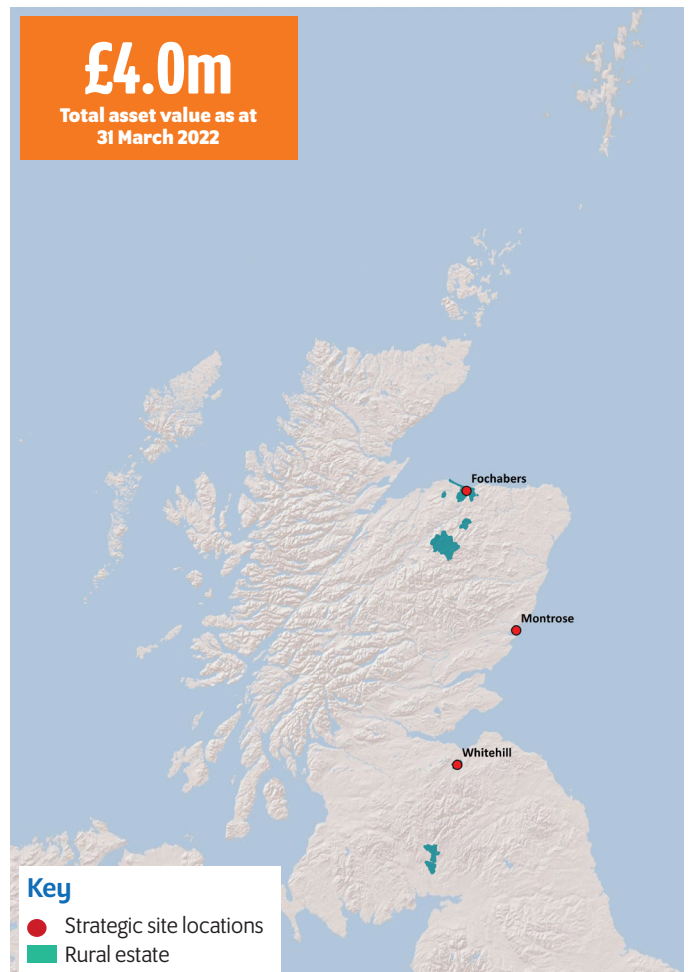 £4.0m
Total asset value as at
31 March 2022
Fochabers
Montrose
Whitehill
Key
Strategic site locations
Rural estate